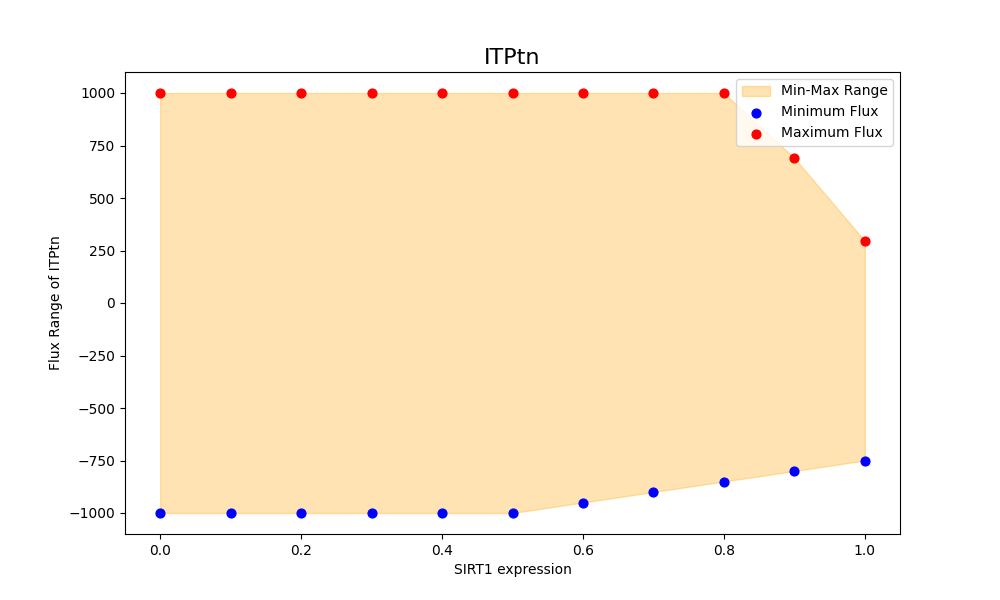 ITPtn
Min-Max Range
Minimum Flux
Maximum Flux
Flux Range of ITPtn
1000
750
500
250
0
−250
−500
−750
−1000
0.0 0.2 0.4 0.6 0.8 1.0
SIRT1 expression